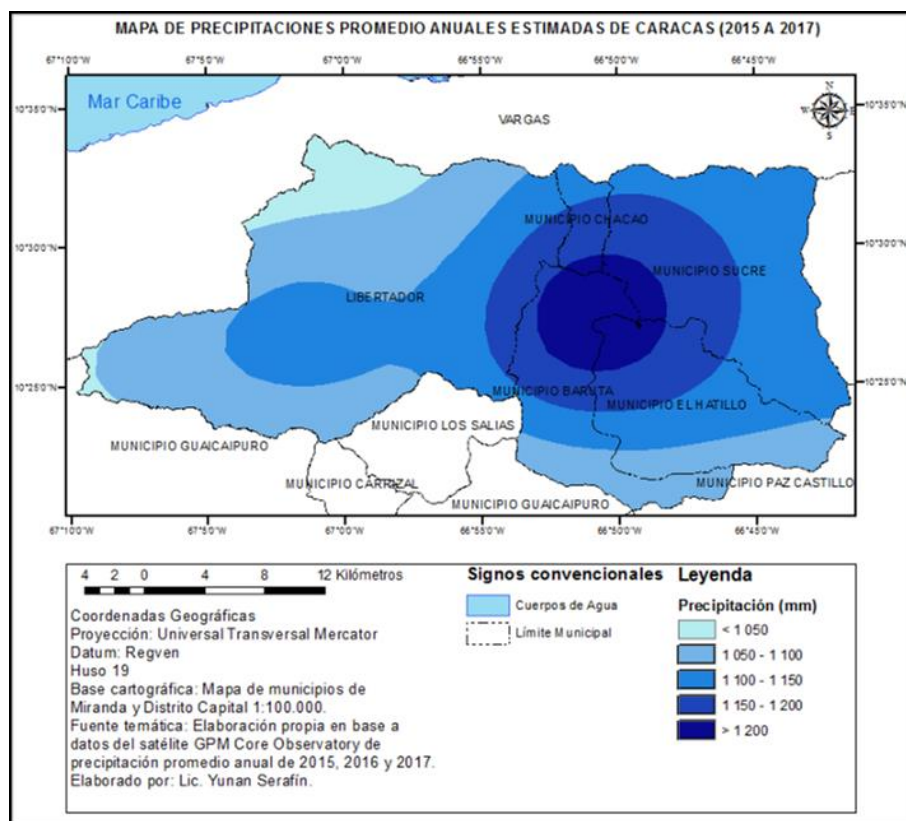 MAPA DE PRECIPITACIONES PROMEDIO ANUALES ESTIMADAS DE CARACAS (2015 A 2017)
67°10'0"W 67°5'0"W 67°0'0"W 66°55'0"W 66°50'0"W 66°45'0"W
Mar Caribe
10°35'0"N 10°35'0"N
N
W E
S
VARGAS
MUNICIPIO CHACAO
10°30'0"N 10°30'0"N
MUNICIPIO SUCRE
LIBERTADOR
10°25'0"N 10°25'0"N
MUNICIPIO BARUTA
MUNICIPIO EL HATILLO
MUNICIPIO LOS SALIAS
MUNICIPIO GUAICAIPURO
MUNICIPIO CARRIZAL
MUNICIPIO PAZ CASTILLO
MUNICIPIO GUAICAIPURO
67°10'0"W 67°5'0"W 67°0'0"W 66°55'0"W 66°50'0"W 66°45'0"W
4 2 0 4 8 12 Kilómetros
Coordenadas Geográficas
Proyección: Universal Transversal Mercator
Datum: Regven
Huso 19
Base cartográfica: Mapa de municipios de
Miranda y Distrito Capital 1:100.000.
Fuente temática: Elaboración propia en base a
datos del satélite GPM Core Observatory de
precipitación promedio anual de 2015, 2016 y 2017.
Elaborado por: Lic. Yunan Serafín.
Signos convencionales
Cuerpos de Agua
Límite Municipal
Leyenda
Precipitación (mm)
< 1 050
1 050 - 1 100
1 100 - 1 150
1 150 - 1 200
> 1 200